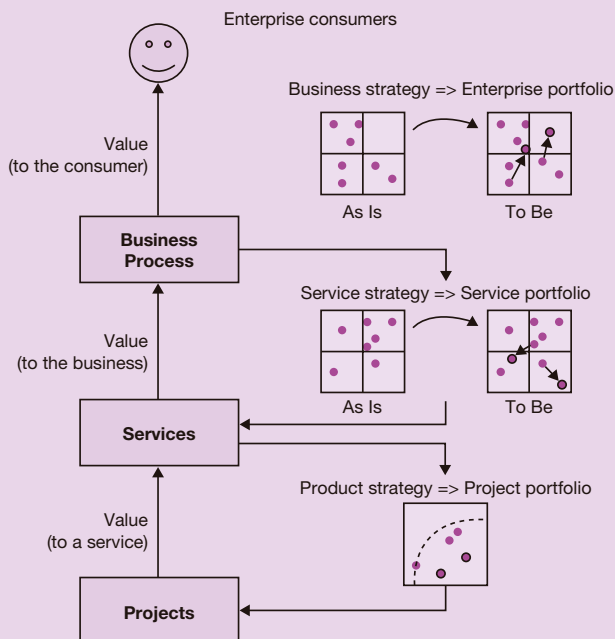 Enterprise consumers
Business strategy => Enterprise portfolio
Value
(to the consumer)
As Is
To Be
Business
Process
Service strategy => Service portfolio
Value
(to the business)
As Is
To Be
Services
Product strategy => Project portfolio
Value
(to a service)
Projects